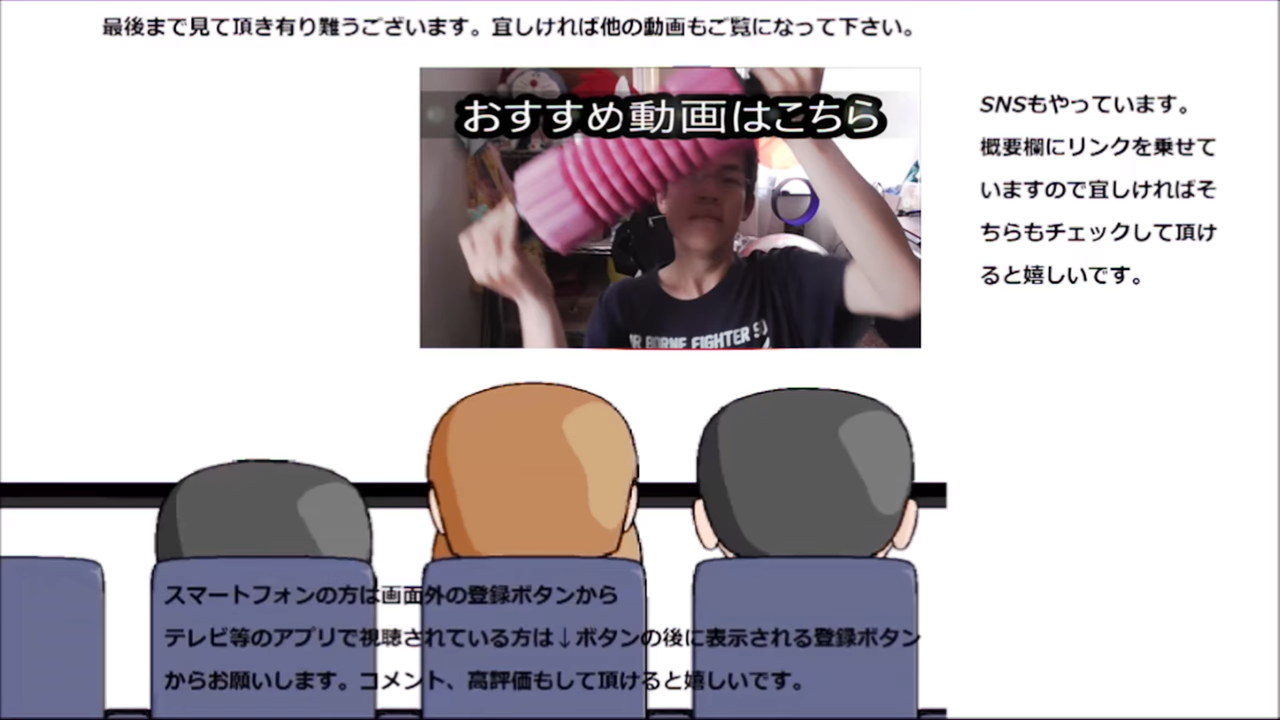 最後まで見て頂き有り難うございます。宜しければ他の動画もご覧になって下さい。
おすすめ動画はこちら
BORNE FIGHTER
SNSもやっています。
概要欄にリンクを乗せて
いますので宜しければそ
ちらもチェックして頂け
ると嬉しいです。
スマートフォンの方は画面外の登録ボタンから
テレビ等のアプリで視聴されている方は↓ボタンの後に表示される登録ボタン
からお願いします。コメント、高評価もして頂けると嬉しいです。